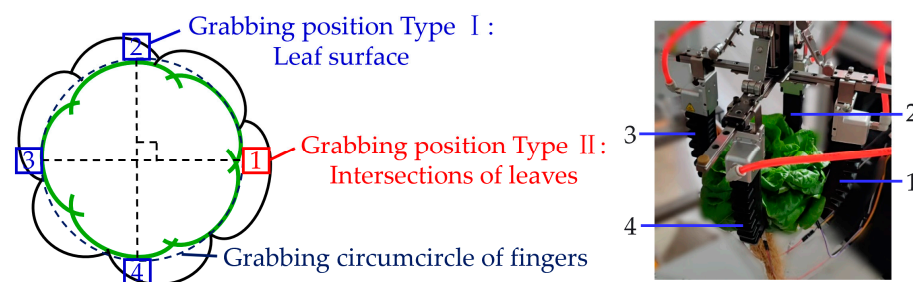 Grabbing position Type Ⅰ:
Leaf surface
2
3
1
4
Grabbing position Type Ⅱ:
Intersections of leaves
Grabbing circumcircle of fingers
2
3
1
4